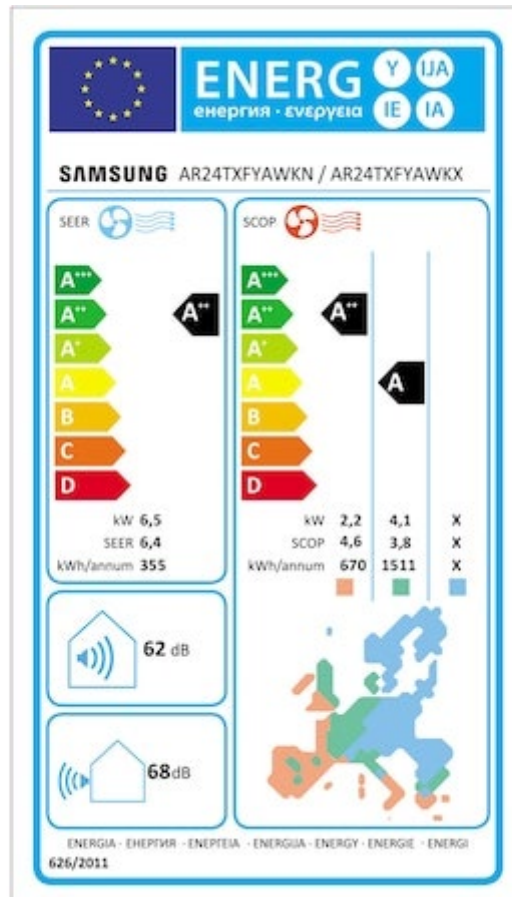 ENERG
енергия · ενεργεια
Y
IJA
IE
IA
SAMSUNG AR24TXFYAWKN / AR24TXFYAWKX
SEER
A+++
A++
A+
A
B
C
D
A++
kW 6,5
SEER 6,4
kWh/annum 355
SCOP
A+++
A++
A+
A
B
C
D
A++
A
kW 2,2 4,1 X
SCOP 4,6 3,8 X
kWh/annum 670 1511 X
62 dB
68dB
ENERGIA · ЕНЕРГИЯ · ΕΝΕΡΓΕΙΑ · ENERGIJA · ENERGY · ENERGIE · ENERGI
626/2011